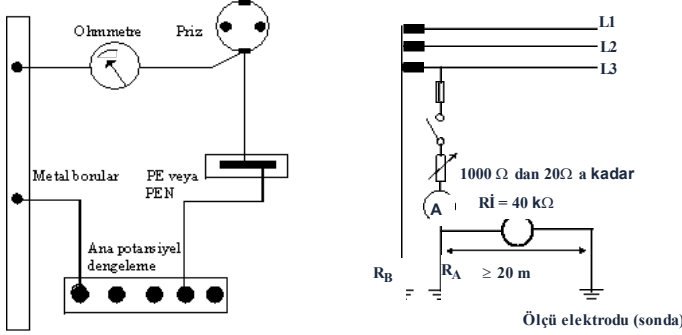 Ohmmetre
Priz
Metal borular
PE veya
PEN
Ana potansiyel
dengeleme
L1
L2
L3
1000 Ω dan 20Ω a kadar
A
Rİ = 40 kΩ
RB
RA
≥ 20 m
Ölçü elektrodu (sonda)